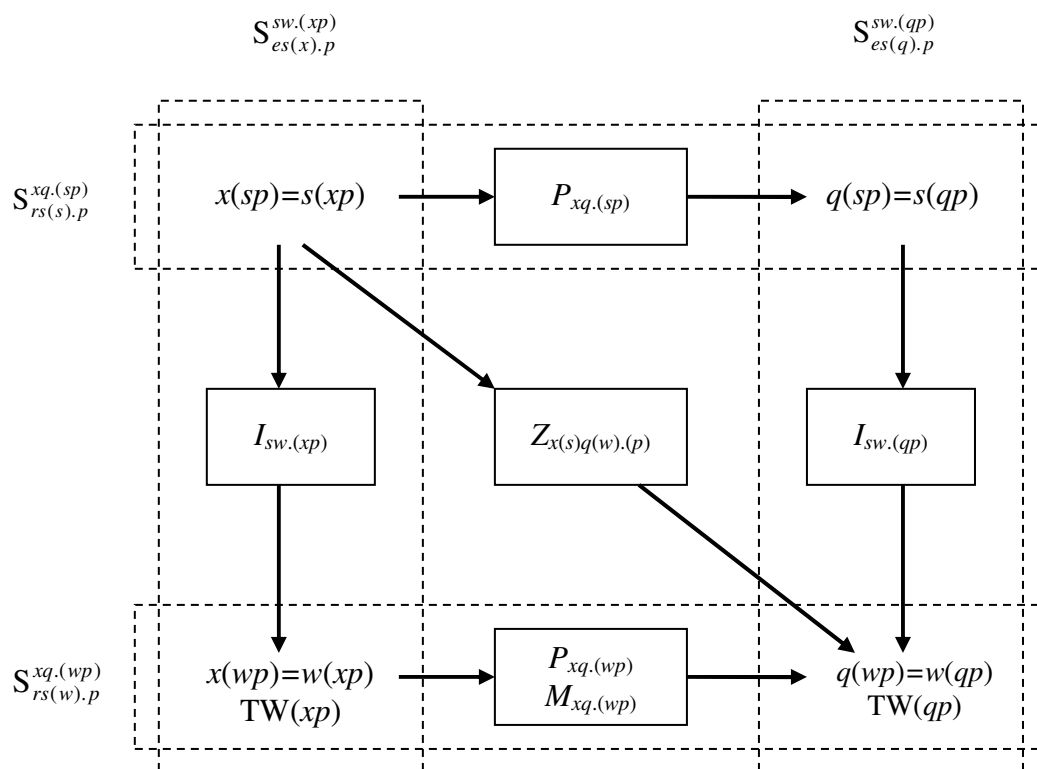 S^{sw.(xp)}_{es(x).p} S^{sw.(qp)}_{es(q).p}
S^{xq.(sp)}_{rs(s).p} x(sp)=s(xp) P_{xq.(sp)} q(sp)=s(qp)
I_{sw.(xp)} Z_{x(s)q(w).(p)} I_{sw.(qp)}
S^{xq.(wp)}_{rs(w).p} x(wp)=w(xp) P_{xq.(wp)} q(wp)=w(qp)
TW(xp) M_{xq.(wp)} TW(qp)